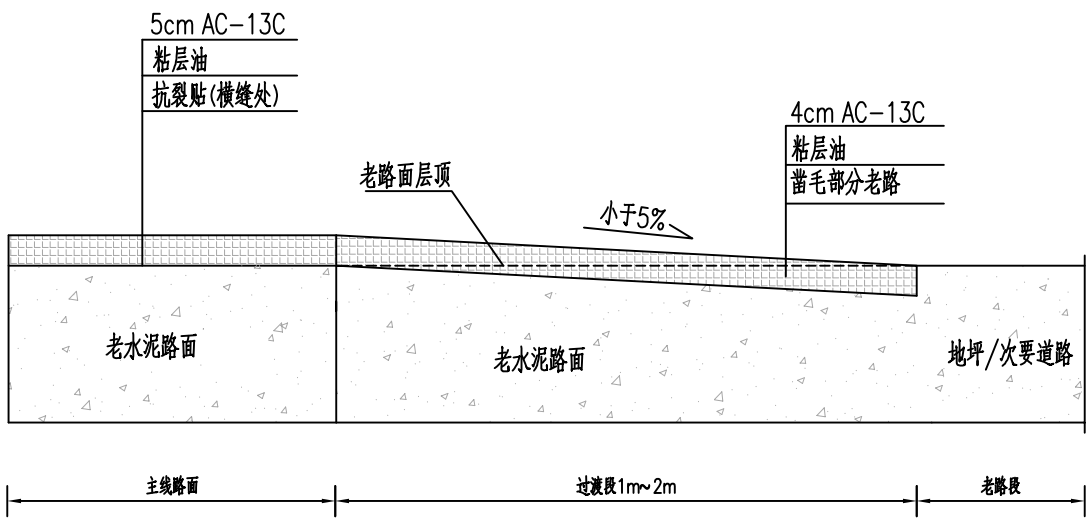 5cm AC-13C
粘层油
抗裂贴(横缝处)
4cm AC-13C
粘层油
凿毛部分老路
老路面层顶
小于5%
老水泥路面
老水泥路面
地坪/次要道路
主线路面
过渡段1m~2m
老路段